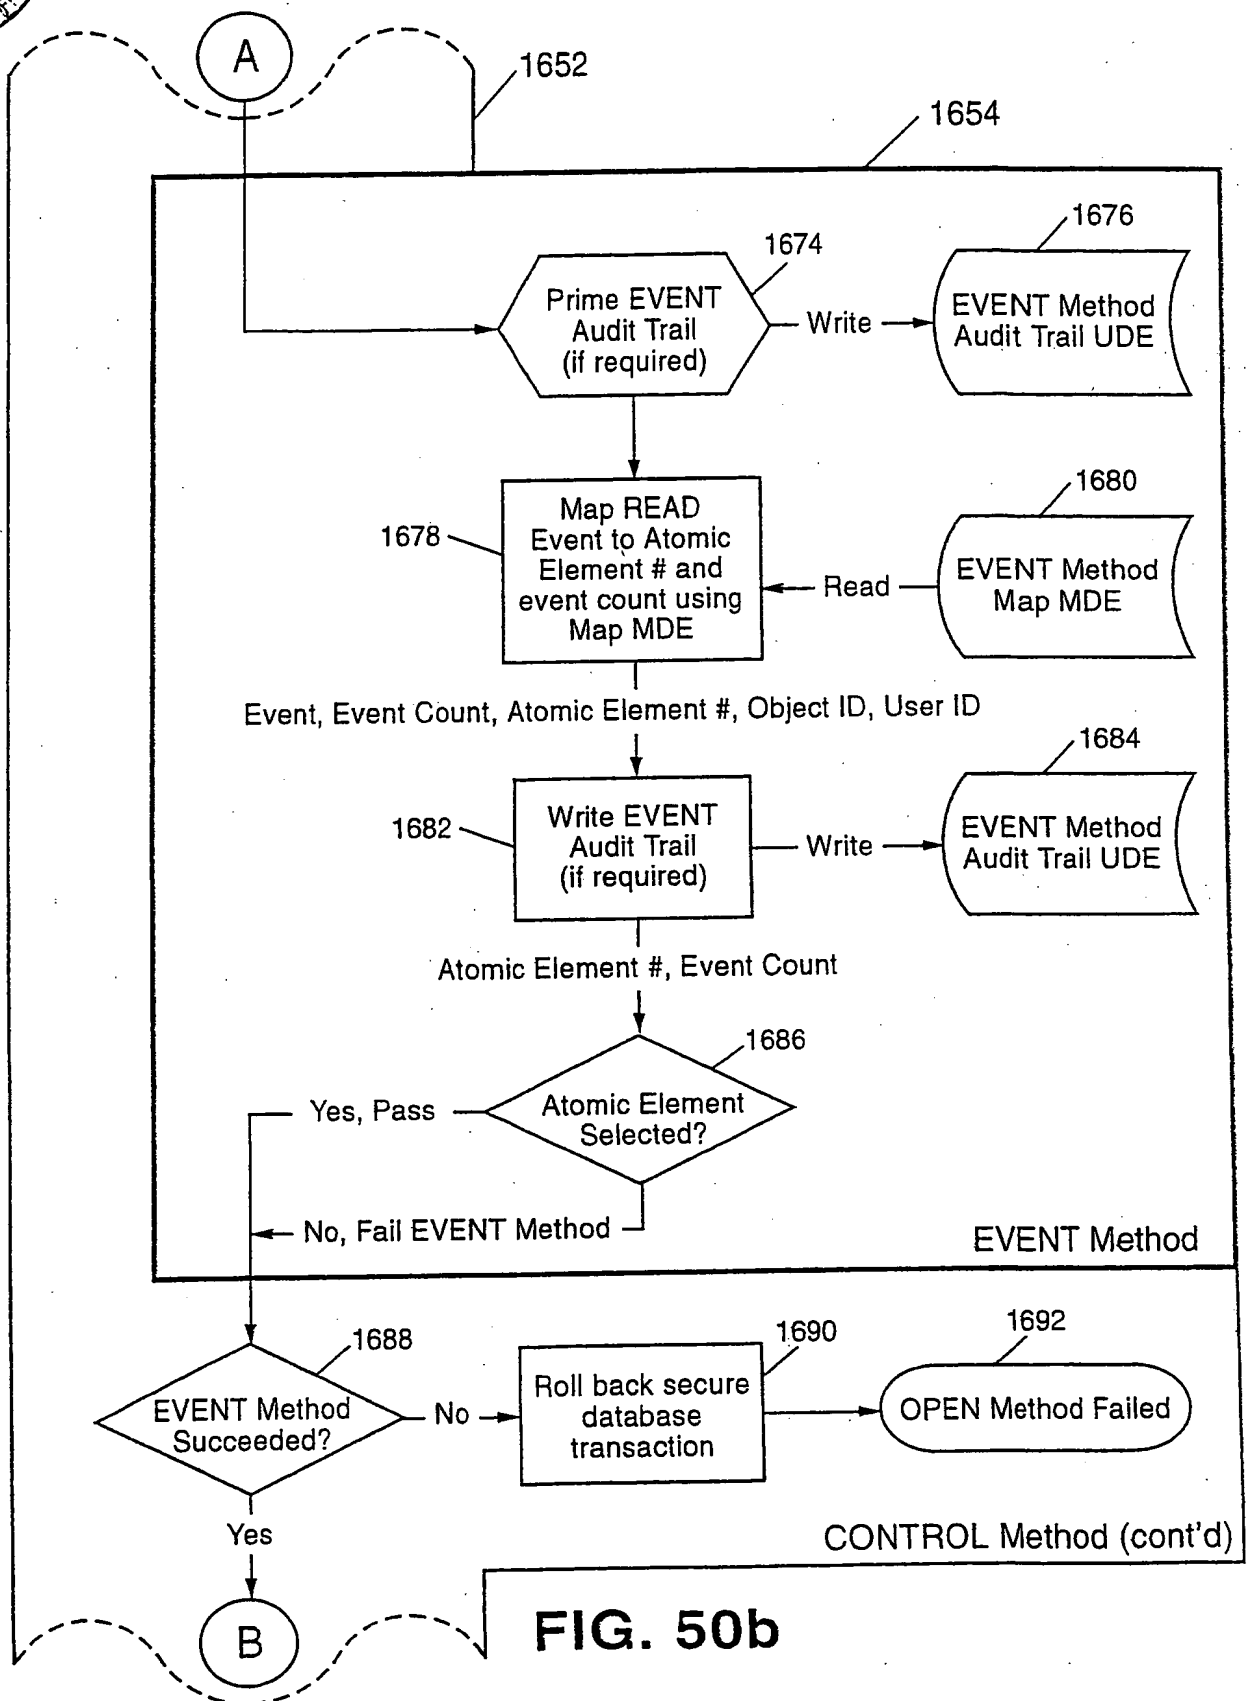 A
1652
1654
1676
1674
Prime EVENT
Audit Trail
(if required)
Write
EVENT Method
Audit Trail UDE
1680
1678
Map READ
Event to Atomic
Element # and
event count using
Map MDE
Read
EVENT Method
Map MDE
Event, Event Count, Atomic Element #, Object ID, User ID
1684
1682
Write EVENT
Audit Trail
(if required)
Write
EVENT Method
Audit Trail UDE
Atomic Element #, Event Count
1686
Yes, Pass
Atomic Element
Selected?
No, Fail EVENT Method
EVENT Method
1688
1690
1692
EVENT Method
Succeeded?
No
Roll back secure
database
transaction
OPEN Method Failed
Yes
CONTROL Method (cont'd)
B
FIG. 50b